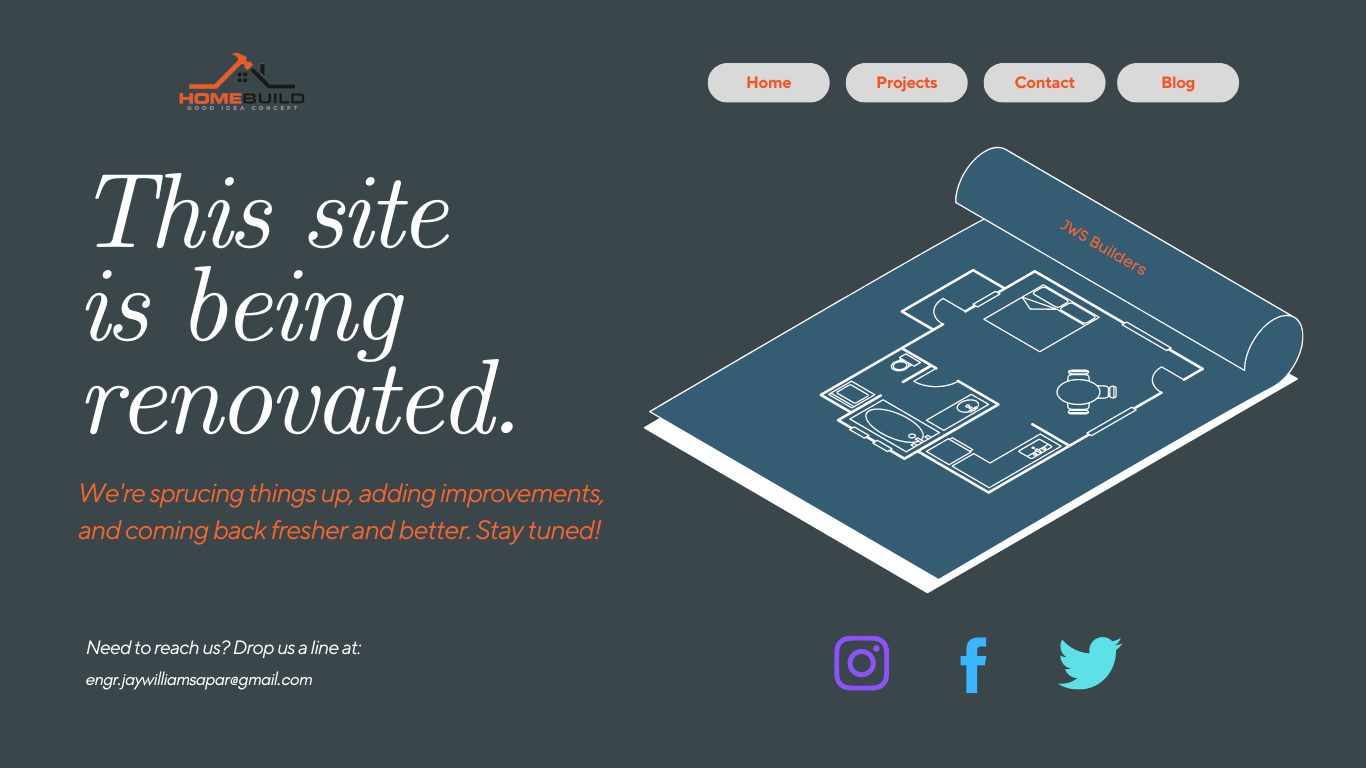 HOMEBUILD
GOOD IDEA CONCEPT
Home
Projects
Contact
Blog
This site
is being
renovated.
JWS Builders
We're sprucing things up, adding improvements,
and coming back fresher and better. Stay tuned!
Need to reach us? Drop us a line at:
engr.jaywilliamsapar@gmail.com